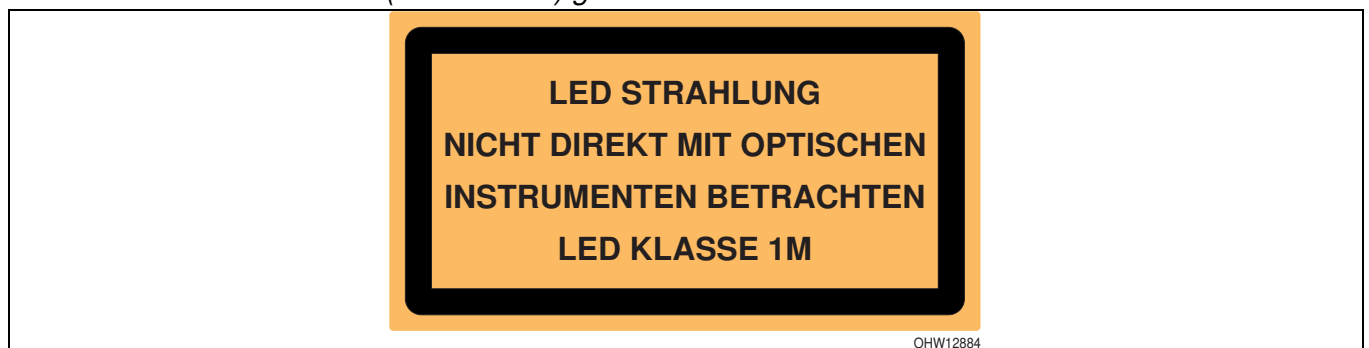 LED STRAHLUNG
NICHT DIREKT MIT OPTISCHEN
INSTRUMENTEN BETRACHTEN
LED KLASSE 1M
OHW12884